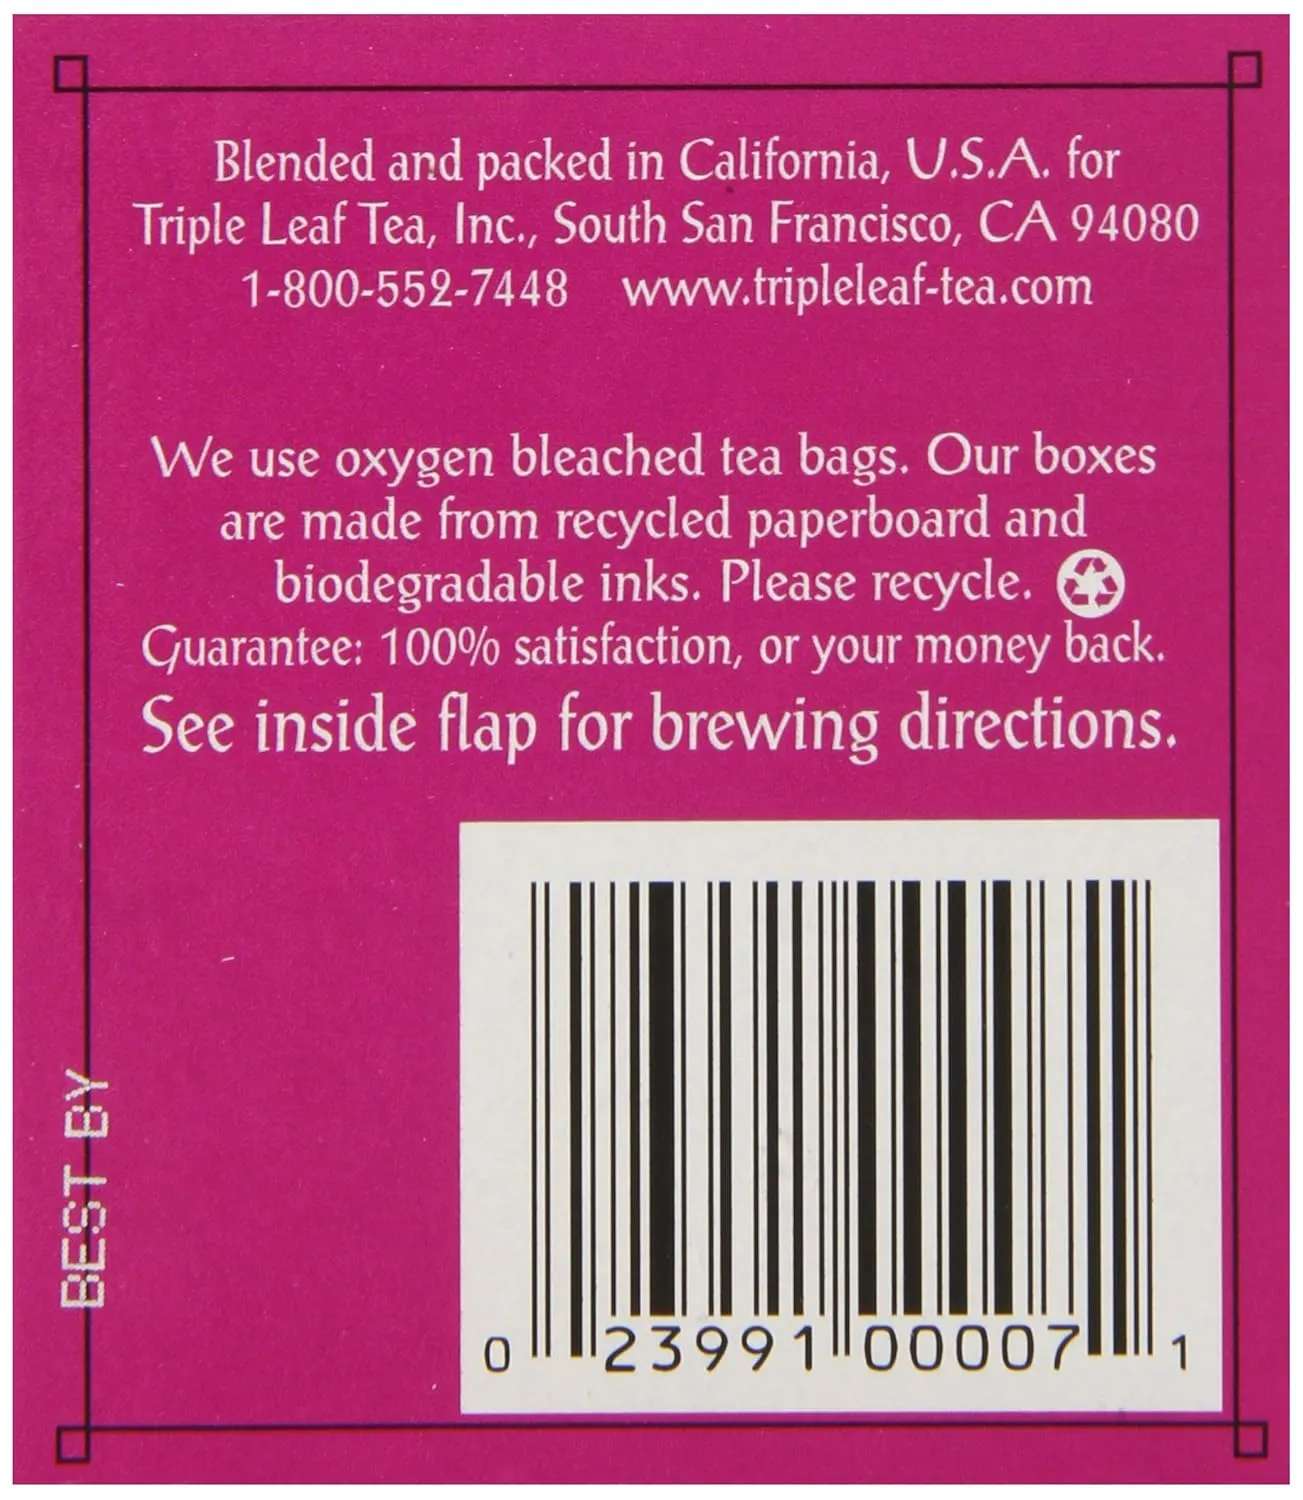 Blended and packed in California, U.S.A. for
Triple Leaf Tea, Inc., South San Francisco, CA 94080
1-800-552-7448 www.tripleleaf-tea.com
We use oxygen bleached tea bags. Our boxes
are made from recycled paperboard and
biodegradable inks. Please recycle.
Guarantee: 100% satisfaction, or your money back.
See inside flap for brewing directions.
BEST BY
0 23991 00007 1